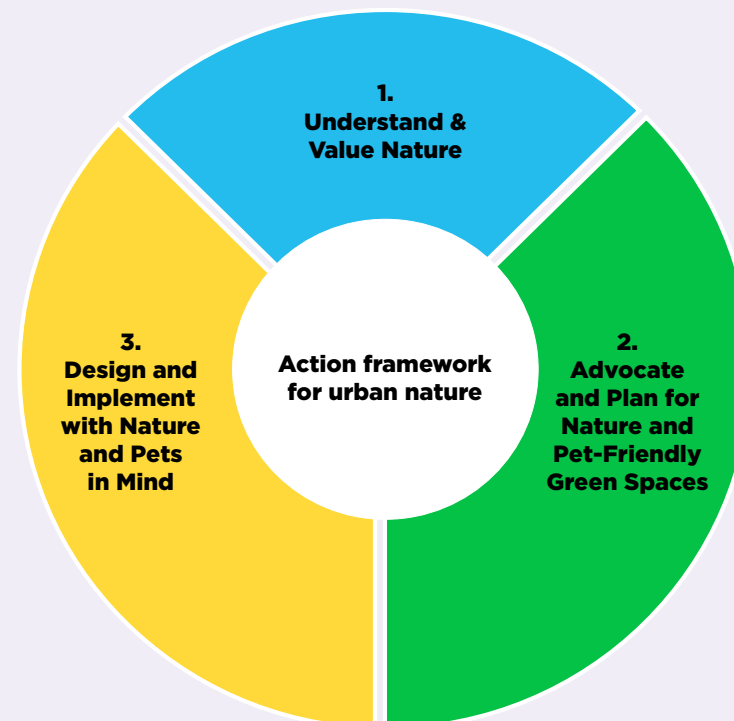 1.
Understand &
Value Nature
Action framework
for urban nature
2.
Advocate
and Plan for
Nature and
Pet-Friendly
Green Spaces
3.
Design and
Implement
with Nature
and Pets
in Mind